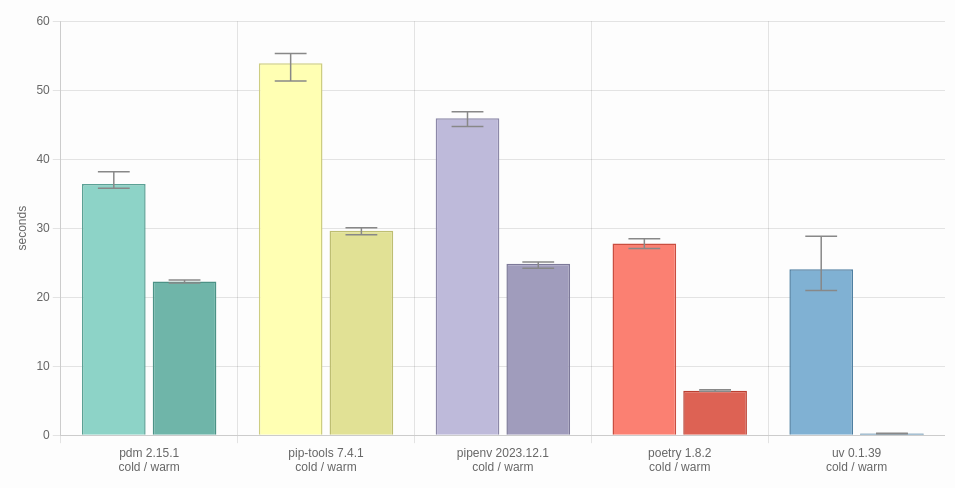 60
50
40
30
20
10
0
seconds
pdm 2.15.1
cold / warm
pip-tools 7.4.1
cold / warm
pipenv 2023.12.1
cold / warm
poetry 1.8.2
cold / warm
uv 0.1.39
cold / warm